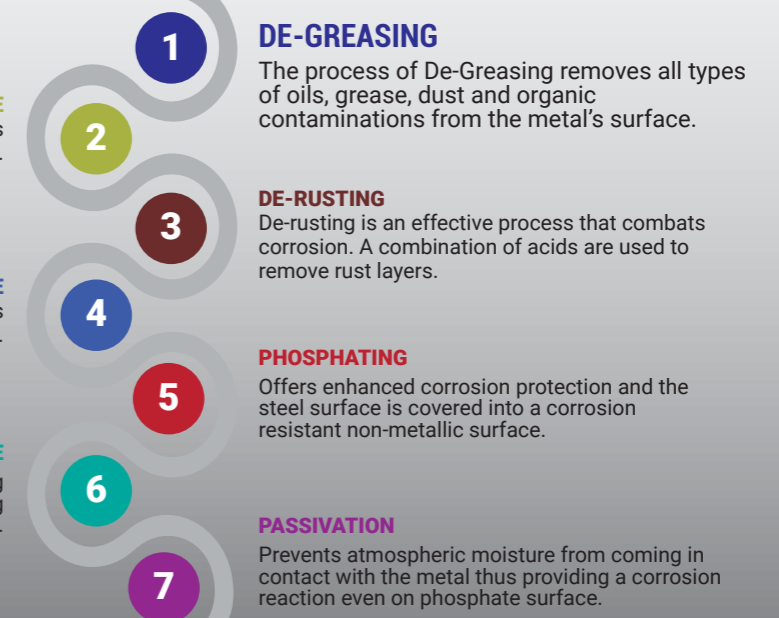 1
DE-GREASING
The process of De-Greasing removes all types
of oils, grease, dust and organic
contaminations from the metal's surface.
2
3
DE-RUSTING
De-rusting is an effective process that combats
corrosion. A combination of acids are used to
remove rust layers.
4
5
PHOSPHATING
Offers enhanced corrosion protection and the
steel surface is covered into a corrosion
resistant non-metallic surface.
6
7
PASSIVATION
Prevents atmospheric moisture from coming in
contact with the metal thus providing a corrosion
reaction even on phosphate surface.